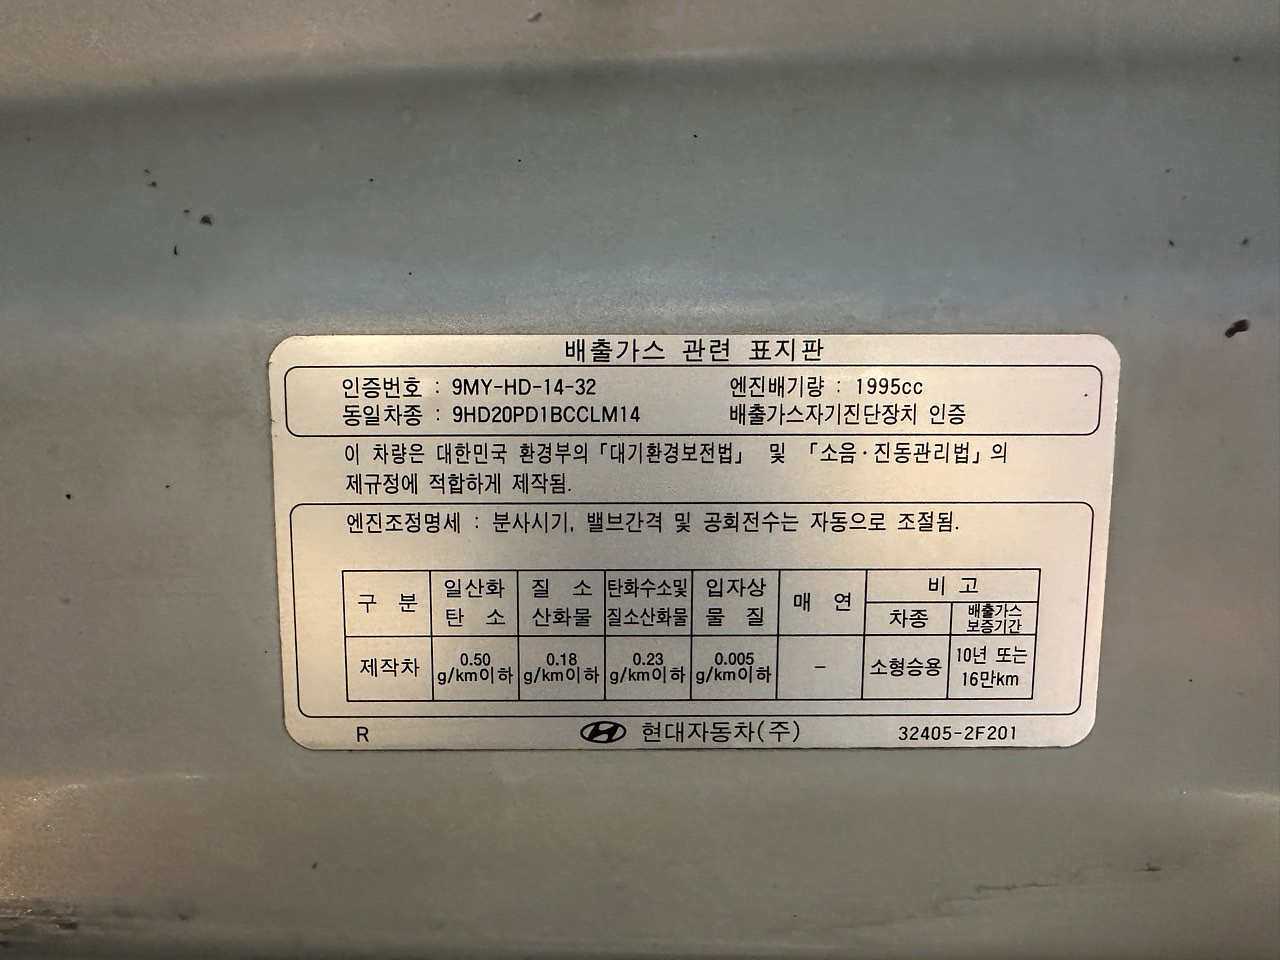 배출가스 관련 표지판
인증번호 : 9MY-HD-14-32 엔진배기량 : 1995cc
동일차종 : 9HD20PD1BCCLM14 배출가스자기진단장치 인증
이 차량은 대한민국 환경부의 「대기환경보전법」 및 「소음·진동관리법」의
제규정에 적합하게 제작됨.
엔진조정명세 : 분사시기, 밸브간격 및 공회전수는 자동으로 조절됨.
구 분 일산화 탄 소 질 소 산화물 탄화수소및 질소산화물 입자상 물 질 매 연 비 고
차종 배출가스 보증기간
제작차 0.50 g/km이하 0.18 g/km이하 0.23 g/km이하 0.005 g/km이하 – 소형승용 10년 또는 16만km
R 현대자동차(주) 32405-2F201